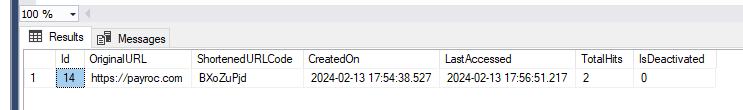 100 %
Results Messages
Id OriginalURL ShortenedURLCode CreatedOn LastAccessed TotalHits IsDeactivated
1 14 https://payroc.com BXoZuPjd 2024-02-13 17:54:38.527 2024-02-13 17:56:51.217 2 0